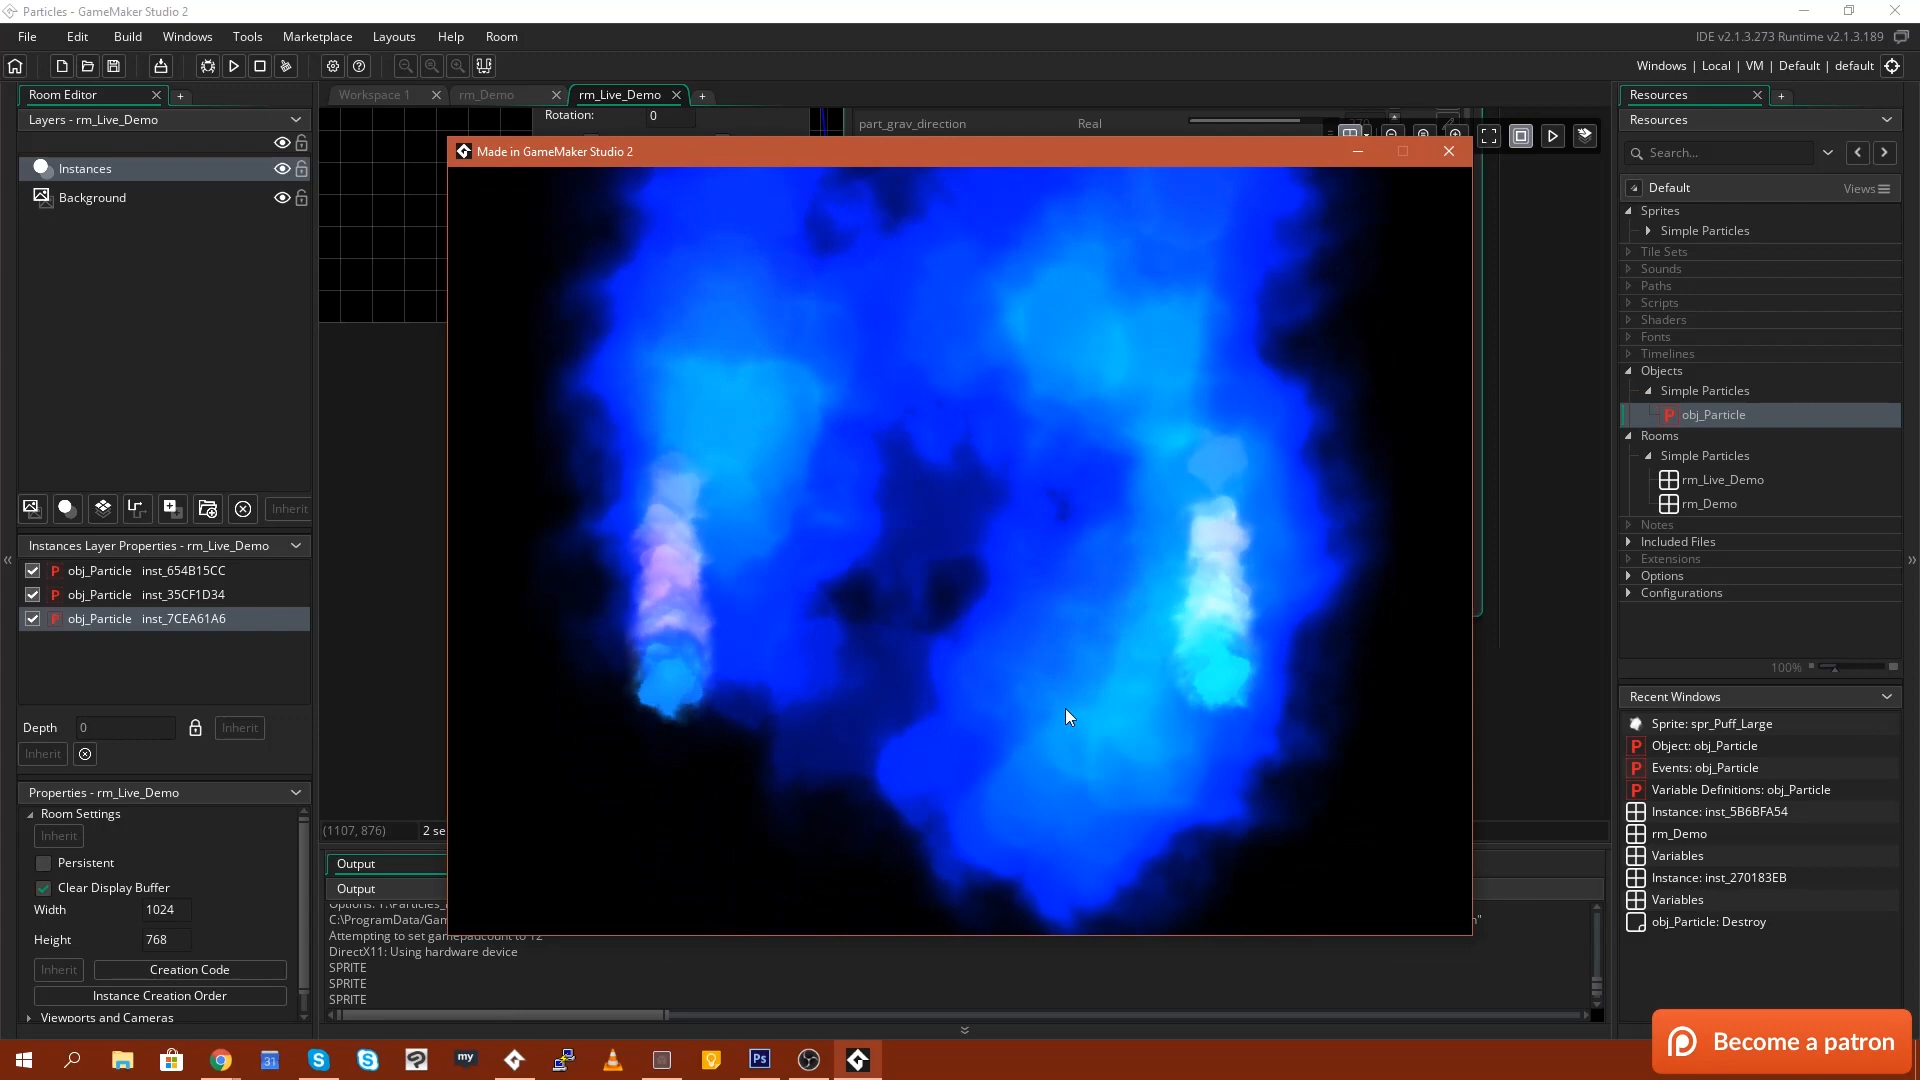 Particles - GameMaker Studio 2
File Edit Build Windows Tools Marketplace Layouts Help Room
IDE v2.1.3.273 Runtime v2.1.3.189
Windows | Local | VM | Default | default
Room Editor
Layers - rm_Live_Demo
Instances
Background
Inherit
Instances Layer Properties - rm_Live_Demo
obj_Particle inst_654B15CC
obj_Particle inst_35CF1D34
obj_Particle inst_7CEA61A6
Depth 0 Inherit
Inherit
Properties - rm_Live_Demo
Room Settings
Inherit
Persistent
Clear Display Buffer
Width 1024
Height 768
Inherit Creation Code
Instance Creation Order
Viewports and Cameras
Workspace 1 rm_Demo rm_Live_Demo
Rotation: 0
part_grav_direction Real
Made in GameMaker Studio 2
(1107, 876) 2 se
Output
Output
C:\ProgramData/Gam
Attempting to set gamepadcount to 12
DirectX11: Using hardware device
SPRITE
SPRITE
SPRITE
Resources
Resources
Search...
Default Views
Sprites
Simple Particles
Tile Sets
Sounds
Paths
Scripts
Shaders
Fonts
Timelines
Objects
Simple Particles
obj_Particle
Rooms
Simple Particles
rm_Live_Demo
rm_Demo
Notes
Included Files
Extensions
Options
Configurations
100%
Recent Windows
Sprite: spr_Puff_Large
Object: obj_Particle
Events: obj_Particle
Variable Definitions: obj_Particle
Instance: inst_5B6BFA54
rm_Demo
Variables
Instance: inst_270183EB
Variables
obj_Particle: Destroy
Become a patron
31
my
Ps